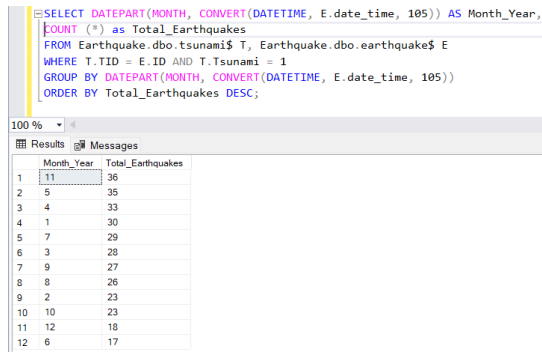 SELECT DATEPART(MONTH, CONVERT(DATETIME, E.date_time, 105)) AS Month_Year,
COUNT (*) as Total_Earthquakes
FROM Earthquake.dbo.tsunami$ T, Earthquake.dbo.earthquake$ E
WHERE T.TID = E.ID AND T.Tsunami = 1
GROUP BY DATEPART(MONTH, CONVERT(DATETIME, E.date_time, 105))
ORDER BY Total_Earthquakes DESC;
100 %
Results Messages
Month_Year Total_Earthquakes
1 11 36
2 5 35
3 4 33
4 1 30
5 7 29
6 3 28
7 9 27
8 8 26
9 2 23
10 10 23
11 12 18
12 6 17